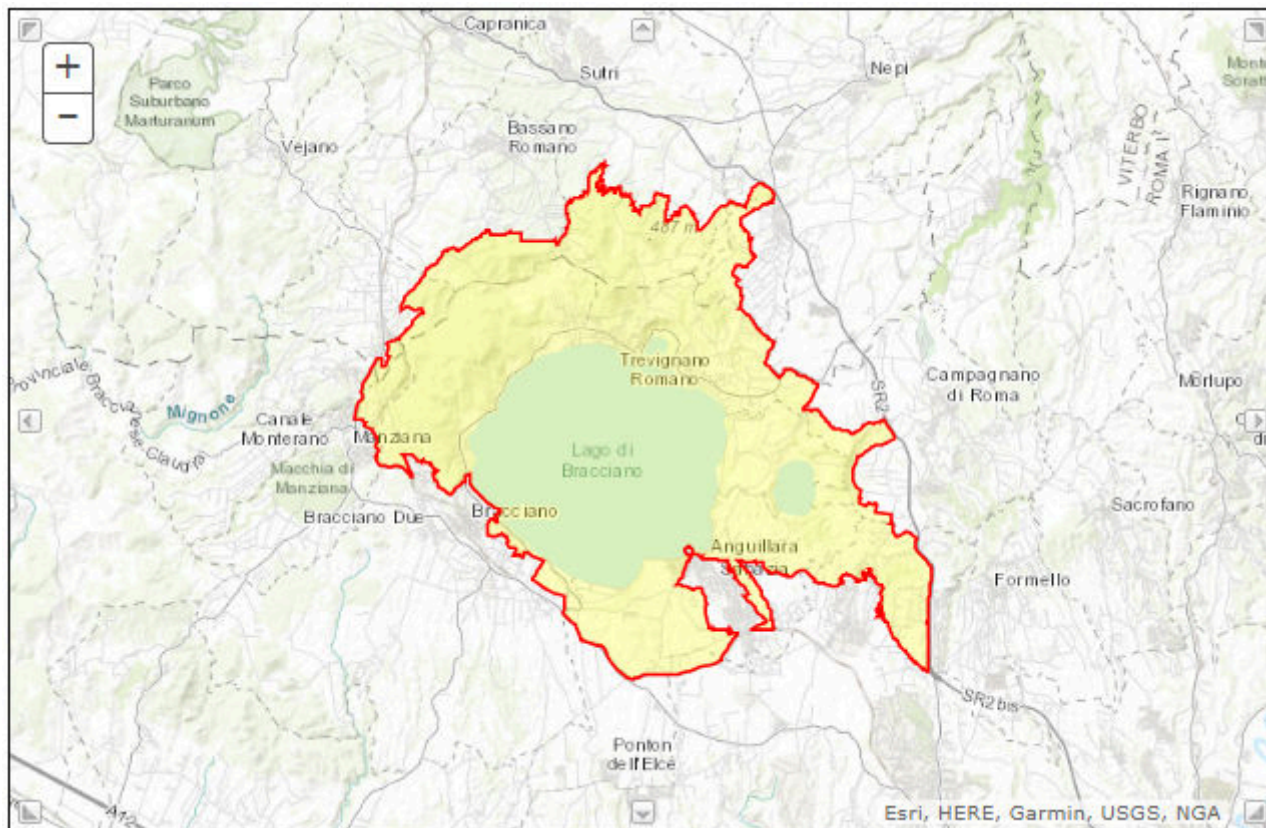 Capranica
Sutri
Nepi
+
−
Parco
Suburbano
Marturanum
Bassano
Romano
Vejano
VITERBO
ROMA
Rignano
Flaminio
467 m
Trevignano
Romano
SR2
Campagnano
di Roma
Morlupo
Mignone
Canale
Monterano
Manziana
Macchia di
Manziana
Lago di
Bracciano
Bracciano Due
Bracciano
Sacrofano
Anguillara
Sabazia
Formello
SR2bis
Ponton
dell'Elce
A12
Esri, HERE, Garmin, USGS, NGA